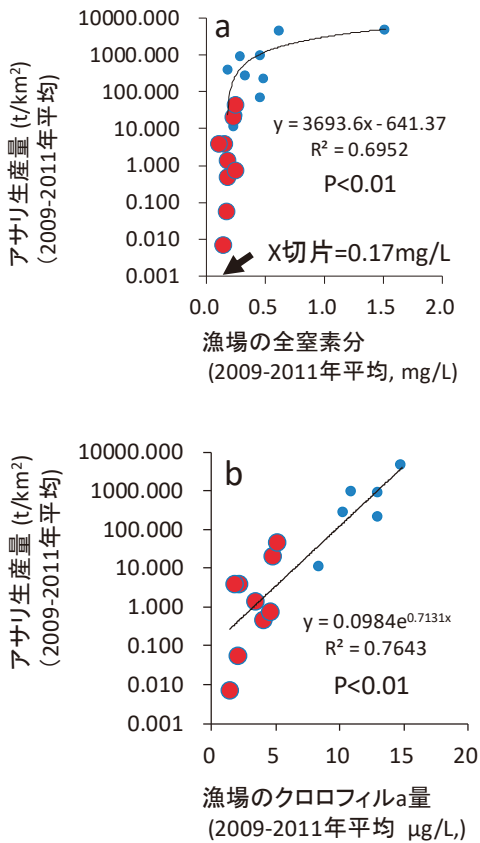 a
アサリ生産量 (t/km²)
（2009-2011年平均)
10000.000
1000.000
100.000
10.000
1.000
0.100
0.010
0.001
y = 3693.6x - 641.37
R² = 0.6952
P<0.01
X切片=0.17mg/L
0.0 0.5 1.0 1.5 2.0
漁場の全窒素分
(2009-2011年平均, mg/L)
b
アサリ生産量 (t/km²)
（2009-2011年平均)
10000.000
1000.000
100.000
10.000
1.000
0.100
0.010
0.001
y = 0.0984e^0.7131x
R² = 0.7643
P<0.01
0 5 10 15 20
漁場のクロロフィルa量
(2009-2011年平均 μg/L,)